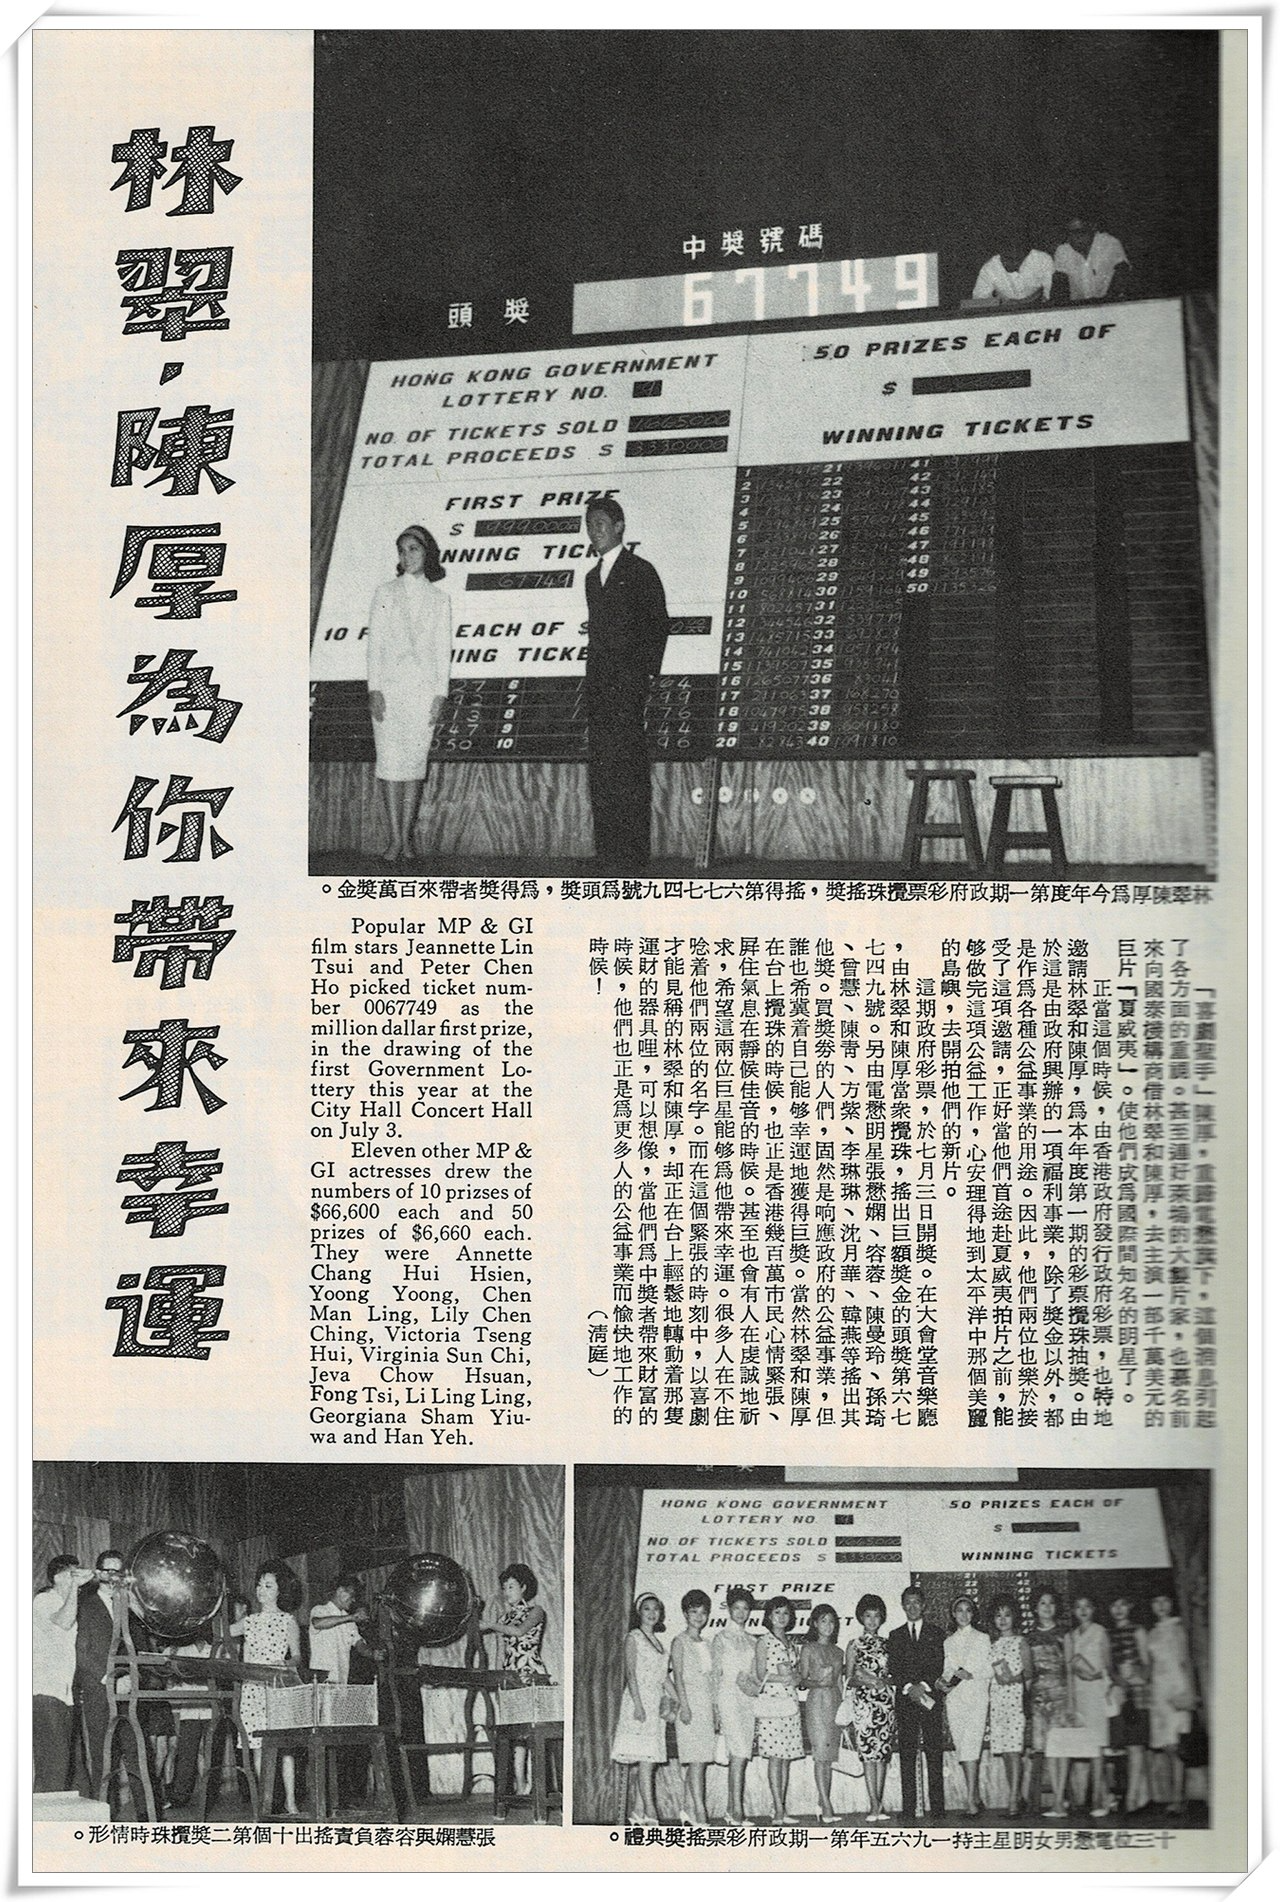 林翠，陳厚為你帶來幸運
中獎號碼
67749
頭獎
HONG KONG GOVERNMENT
LOTTERY NO. 9
NO. OF TICKETS SOLD 1665000
TOTAL PROCEEDS $ 3330000
FIRST PRIZE
$ 999,000
WINNING TICKET
67749
50 PRIZES EACH OF
$
WINNING TICKETS
林翠陳厚爲今年度第一期政府彩票攪珠搖獎，搖得第六七七四九號爲頭獎，爲得獎者帶來百萬獎金。
Popular MP & GI
film stars Jeannette Lin
Tsui and Peter Chen
Ho picked ticket num-
ber 0067749 as the
million dallar first prize,
in the drawing of the
first Government Lo-
ttery this year at the
City Hall Concert Hall
on July 3.
Eleven other MP &
GI actresses drew the
numbers of 10 prizses of
$66,600 each and 50
prizes of $6,660 each.
They were Annette
Chang Hui Hsien,
Yoong Yoong, Chen
Man Ling, Lily Chen
Ching, Victoria Tseng
Hui, Virginia Sun Chi,
Jeva Chow Hsuan,
Fong Tsi, Li Ling Ling,
Georgiana Sham Yiu-
wa and Han Yeh.
「喜劇聖手」陳厚，重歸電懋旗下，這個消息引起
了各方面的重視。甚至連好萊塢的大製片家，也慕名前
來向國泰機構商借林翠和陳厚，去主演一部千萬美元的
巨片「夏威夷」。使他們成爲國際間知名的明星了。
正當這個時候，由香港政府發行政府彩票，也特地
邀請林翠和陳厚，爲本年度第一期的彩票攪珠抽獎。由
於這是由政府興辦的一項福利事業，除了獎金以外，都
是作爲各種公益事業的用途。因此，他們兩位也樂於接
受了這項邀請，正好當他們首途赴夏威夷拍片之前，能
够做完這項公益工作，心安理得地到太平洋中那個美麗
的島嶼，去開拍他們的新片。
這期政府彩票，於七月三日開獎。在大會堂音樂廳
，由林翠和陳厚當衆攪珠，搖出巨額獎金的頭獎第六七
七四九號。另由電懋明星張慧嫻、容蓉、陳曼玲、孫琦
、曾慧、陳青、方紫、李琳琳、沈月華、韓燕等搖出其
他獎。買獎劵的人們，固然是响應政府的公益事業，但
誰也希冀着自己能够幸運地獲得巨獎。當然林翠和陳厚
在台上攪珠的時候，也正是香港幾百萬市民心情緊張、
屏住氣息在靜候佳音的時候。甚至也會有人在虔誠地祈
求，希望這兩位巨星能够爲他帶來幸運。很多人在不住
唸着他們兩位的名字。而在這個緊張的時刻中，以喜劇
才能見稱的林翠和陳厚，却正在台上輕鬆地轉動着那隻
運財的器具哩，可以想像，當他們爲中獎者帶來財富的
時候，他們也正是爲更多人的公益事業而愉快地工作的
時候！　（淸庭）
張慧嫻與容蓉負責搖出十個第二獎攪珠時情形。
HONG KONG GOVERNMENT
LOTTERY NO. 9
NO. OF TICKETS SOLD 1665000
TOTAL PROCEEDS $ 3330000
FIRST PRIZE
50 PRIZES EACH OF
$
WINNING TICKETS
十三位電懋男女明星主持一九六五年第一期政府彩票搖獎典禮。